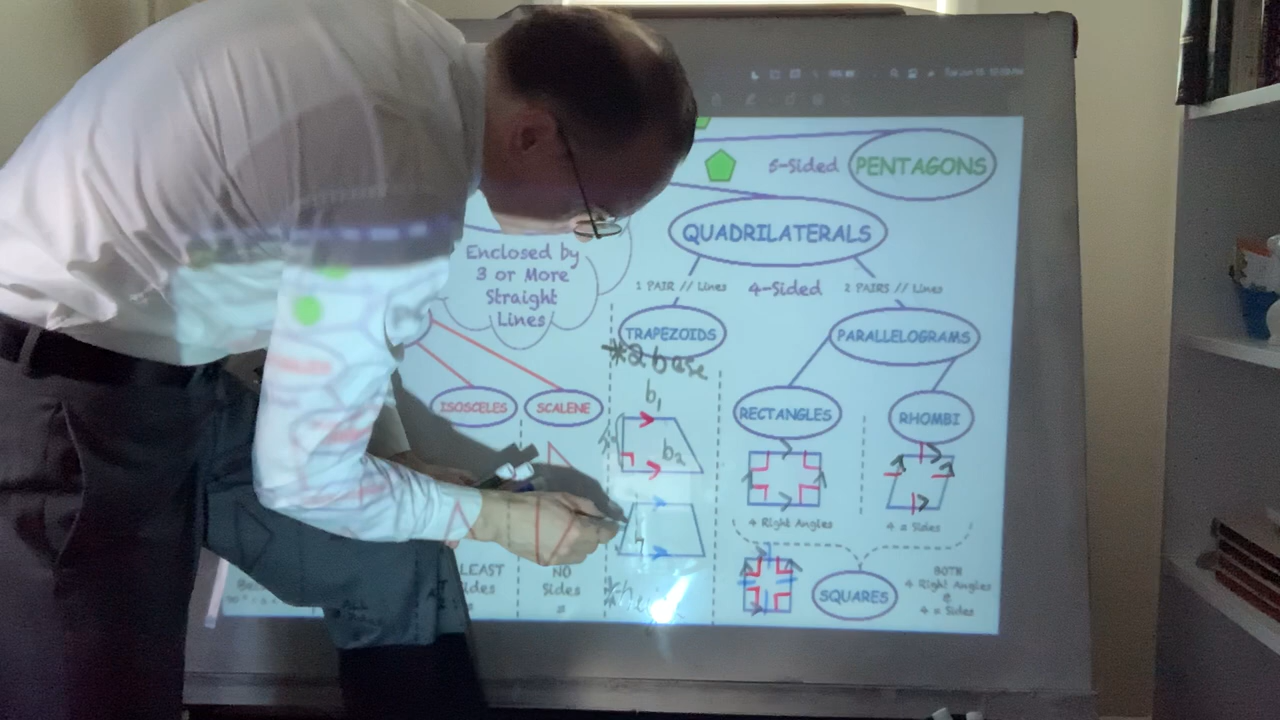 5-Sided PENTAGONS
QUADRILATERALS
Enclosed by
3 or More
Straight
Lines
1 PAIR // Lines 4-Sided 2 PAIRS // Lines
TRAPEZOIDS PARALLELOGRAMS
*2 base
ISOSCELES SCALENE
b1
RECTANGLES RHOMBI
b2
4 Right Angles 4 = Sides
LEAST
NO
Sides
=
SQUARES
BOTH
4 Right Angles
4 = Sides